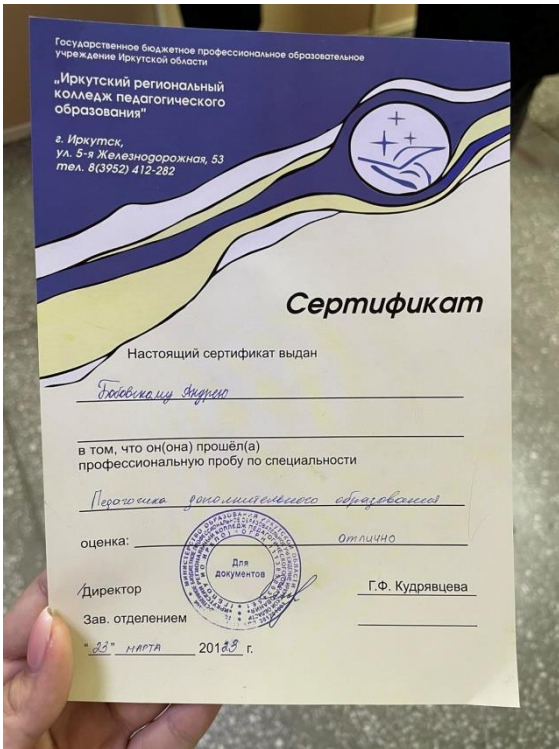 Государственное бюджетное профессиональное образовательное
учреждение Иркутской области
„Иркутский региональный
колледж педагогического
образования"
г. Иркутск,
ул. 5-я Железнодорожная, 53
тел. 8(3952) 412-282
Сертификат
Настоящий сертификат выдан
Андрею
в том, что он(она) прошёл(а)
профессиональную пробу по специальности
Педагогика дополнительного образования
оценка: отлично
Для
документов
Директор Г.Ф. Кудрявцева
Зав. отделением
"23" МАРТА 2023 г.